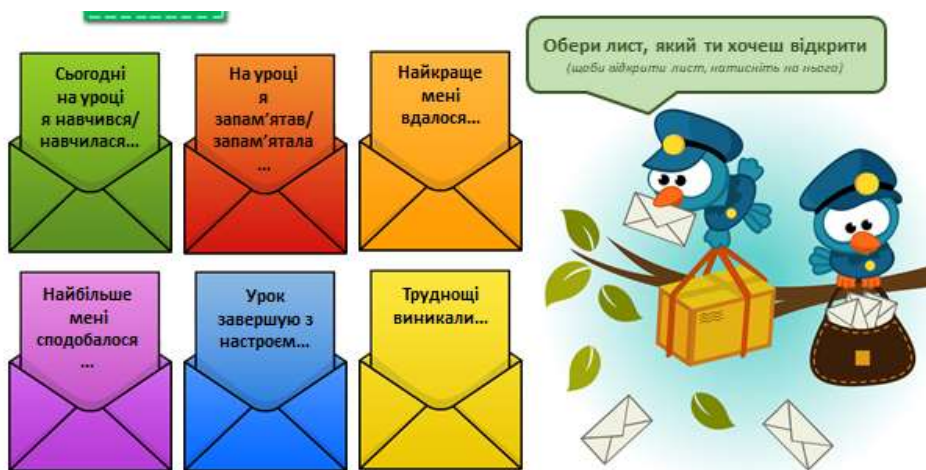 Сьогодні
на уроці
я навчився/
навчилася...
На уроці
я
запам'ятав/
запам'ятала
...
Найкраще
мені
вдалося...
Обери лист, який ти хочеш відкрити
(щоби відкрити лист, натисніть на нього)
Найбільше
мені
сподобалося
...
Урок
завершую з
настроєм...
Труднощі
виникали...